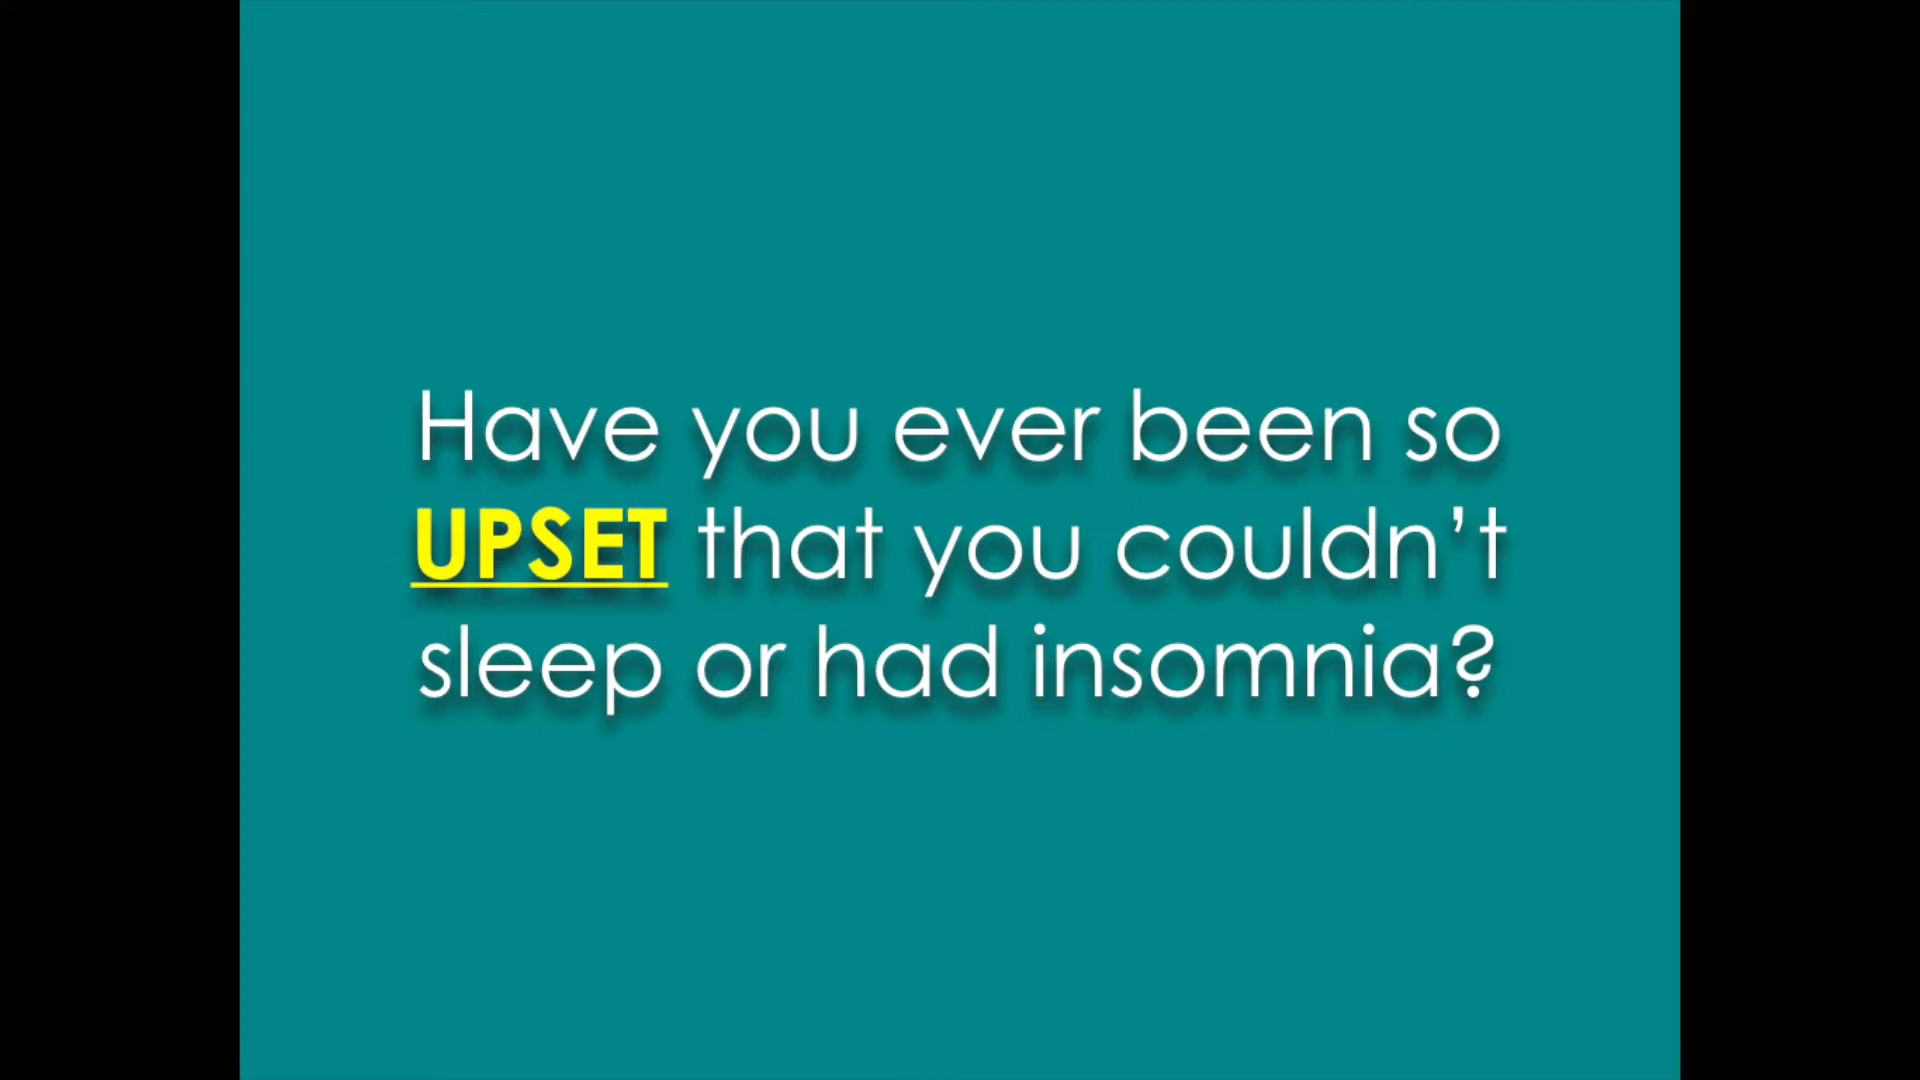 Have you ever been so
UPSET that you couldn’t
sleep or had insomnia?